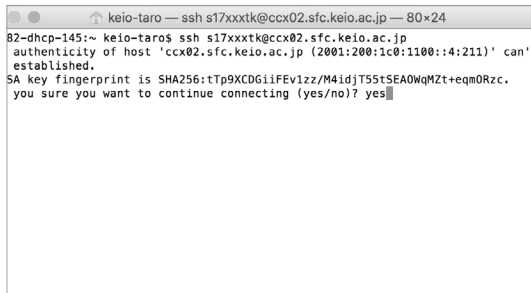 keio-taro — ssh s17xxxtk@ccx02.sfc.keio.ac.jp — 80×24
82-dhcp-145:~ keio-taro$ ssh s17xxxtk@ccx02.sfc.keio.ac.jp
authenticity of host 'ccx02.sfc.keio.ac.jp (2001:200:1c0:1100::4:211)' can'
established.
SA key fingerprint is SHA256:tTp9XCDGiiFEv1zz/M4idjT55tSEAOWqMZt+eqmORzc.
you sure you want to continue connecting (yes/no)? yes